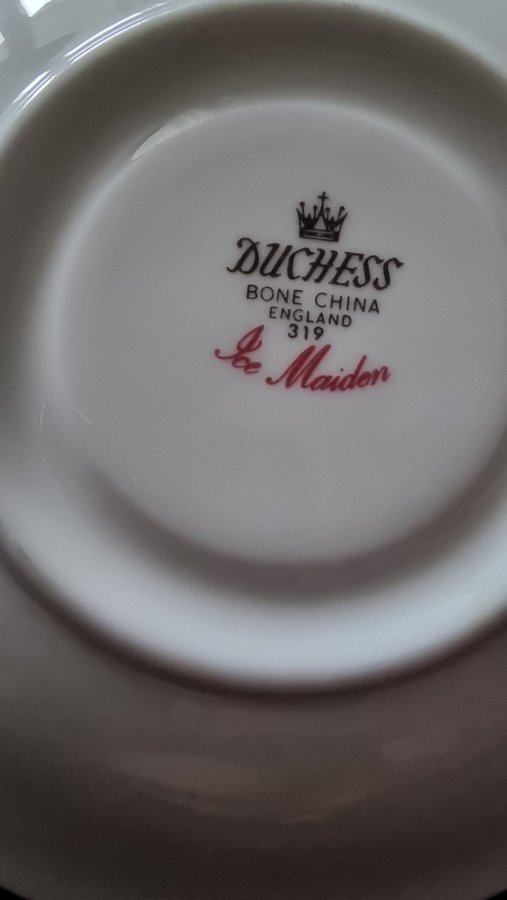 DUCHESS
BONE CHINA
ENGLAND
319
Ice Maiden